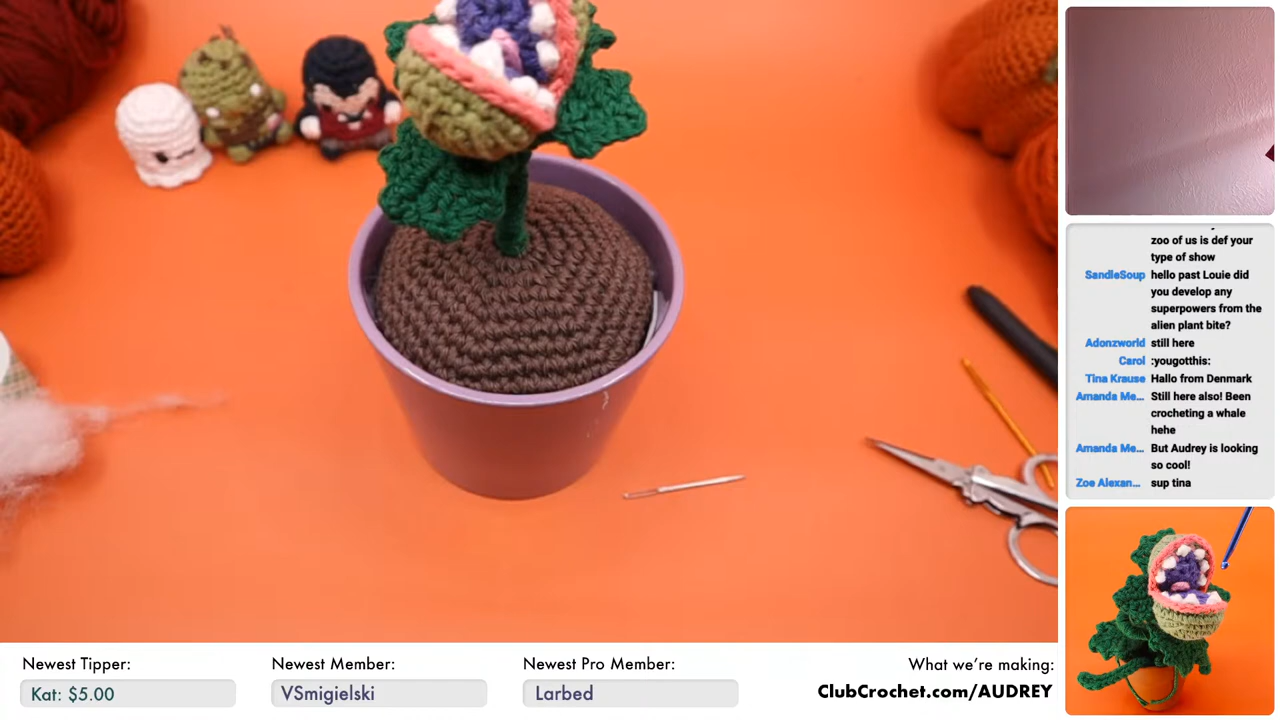 zoo of us is def your
type of show
SandleSoup hello past Louie did
you develop any
superpowers from the
alien plant bite?
Adonzworld still here
Carol :yougotthis:
Tina Krause Hallo from Denmark
Amanda Me... Still here also! Been
crocheting a whale
hehe
Amanda Me... But Audrey is looking
so cool!
Zoe Alexan... sup tina
Newest Tipper:
Kat: $5.00
Newest Member:
VSmigielski
Newest Pro Member:
Larbed
What we're making:
ClubCrochet.com/AUDREY